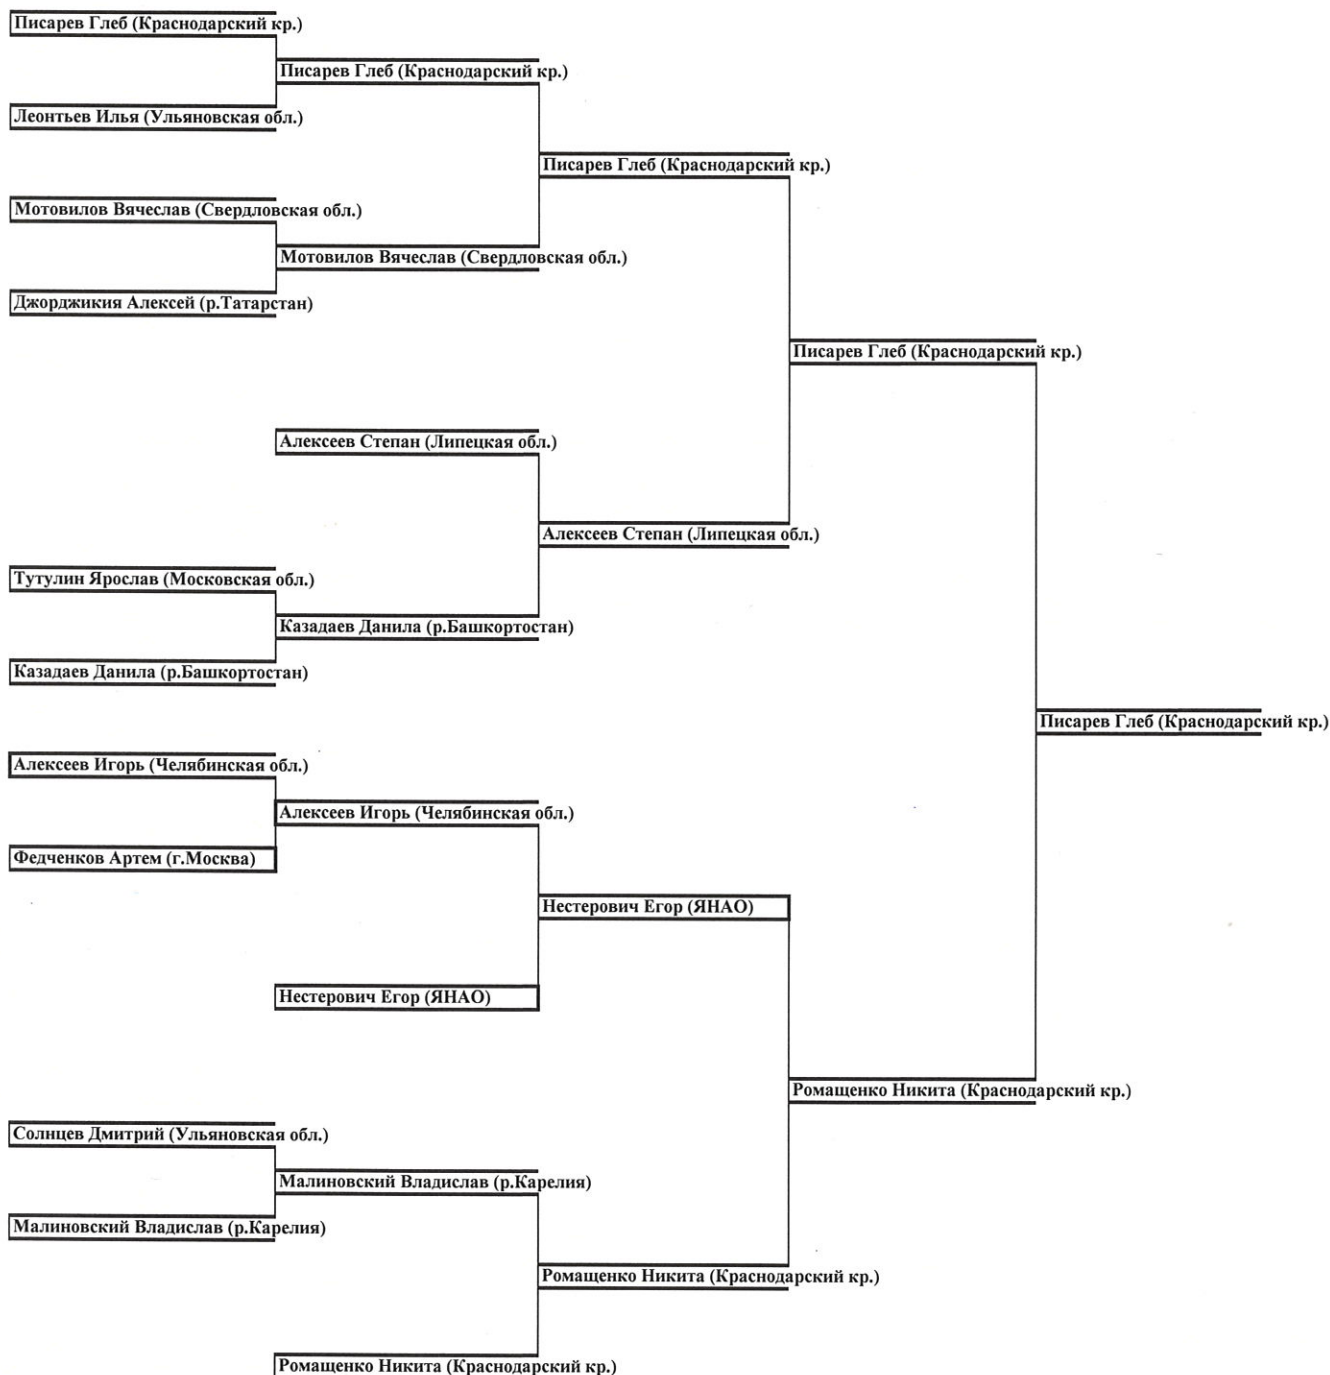 Писарев Глеб (Краснодарский кр.)
Писарев Глеб (Краснодарский кр.)
Леонтьев Илья (Ульяновская обл.)
Писарев Глеб (Краснодарский кр.)
Мотовилов Вячеслав (Свердловская обл.)
Мотовилов Вячеслав (Свердловская обл.)
Джорджикия Алексей (р.Татарстан)
Писарев Глеб (Краснодарский кр.)
Алексеев Степан (Липецкая обл.)
Алексеев Степан (Липецкая обл.)
Тутулин Ярослав (Московская обл.)
Казадаев Данила (р.Башкортостан)
Казадаев Данила (р.Башкортостан)
Писарев Глеб (Краснодарский кр.)
Алексеев Игорь (Челябинская обл.)
Алексеев Игорь (Челябинская обл.)
Федченков Артем (г.Москва)
Нестерович Егор (ЯНАО)
Нестерович Егор (ЯНАО)
Ромащенко Никита (Краснодарский кр.)
Солнцев Дмитрий (Ульяновская обл.)
Малиновский Владислав (р.Карелия)
Малиновский Владислав (р.Карелия)
Ромащенко Никита (Краснодарский кр.)
Ромащенко Никита (Краснодарский кр.)